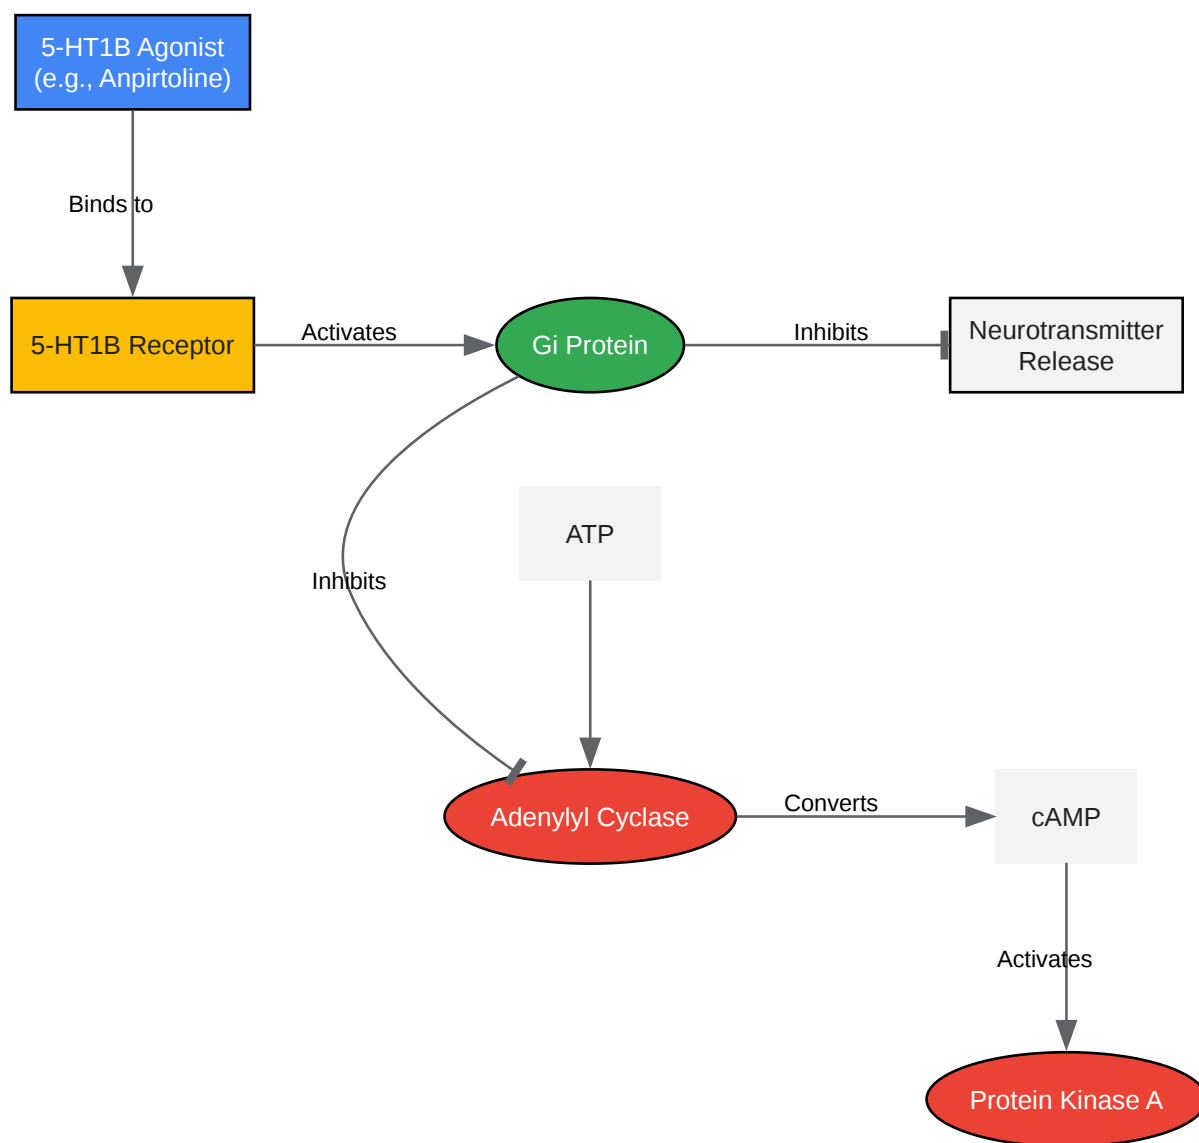 5-HT1B Agonist
(e.g., Anpirtoline)
Binds to
5-HT1B Receptor
Activates
Gi Protein
Inhibits
Neurotransmitter
Release
ATP
Inhibits
Adenylyl Cyclase
Converts
cAMP
Activates
Protein Kinase A